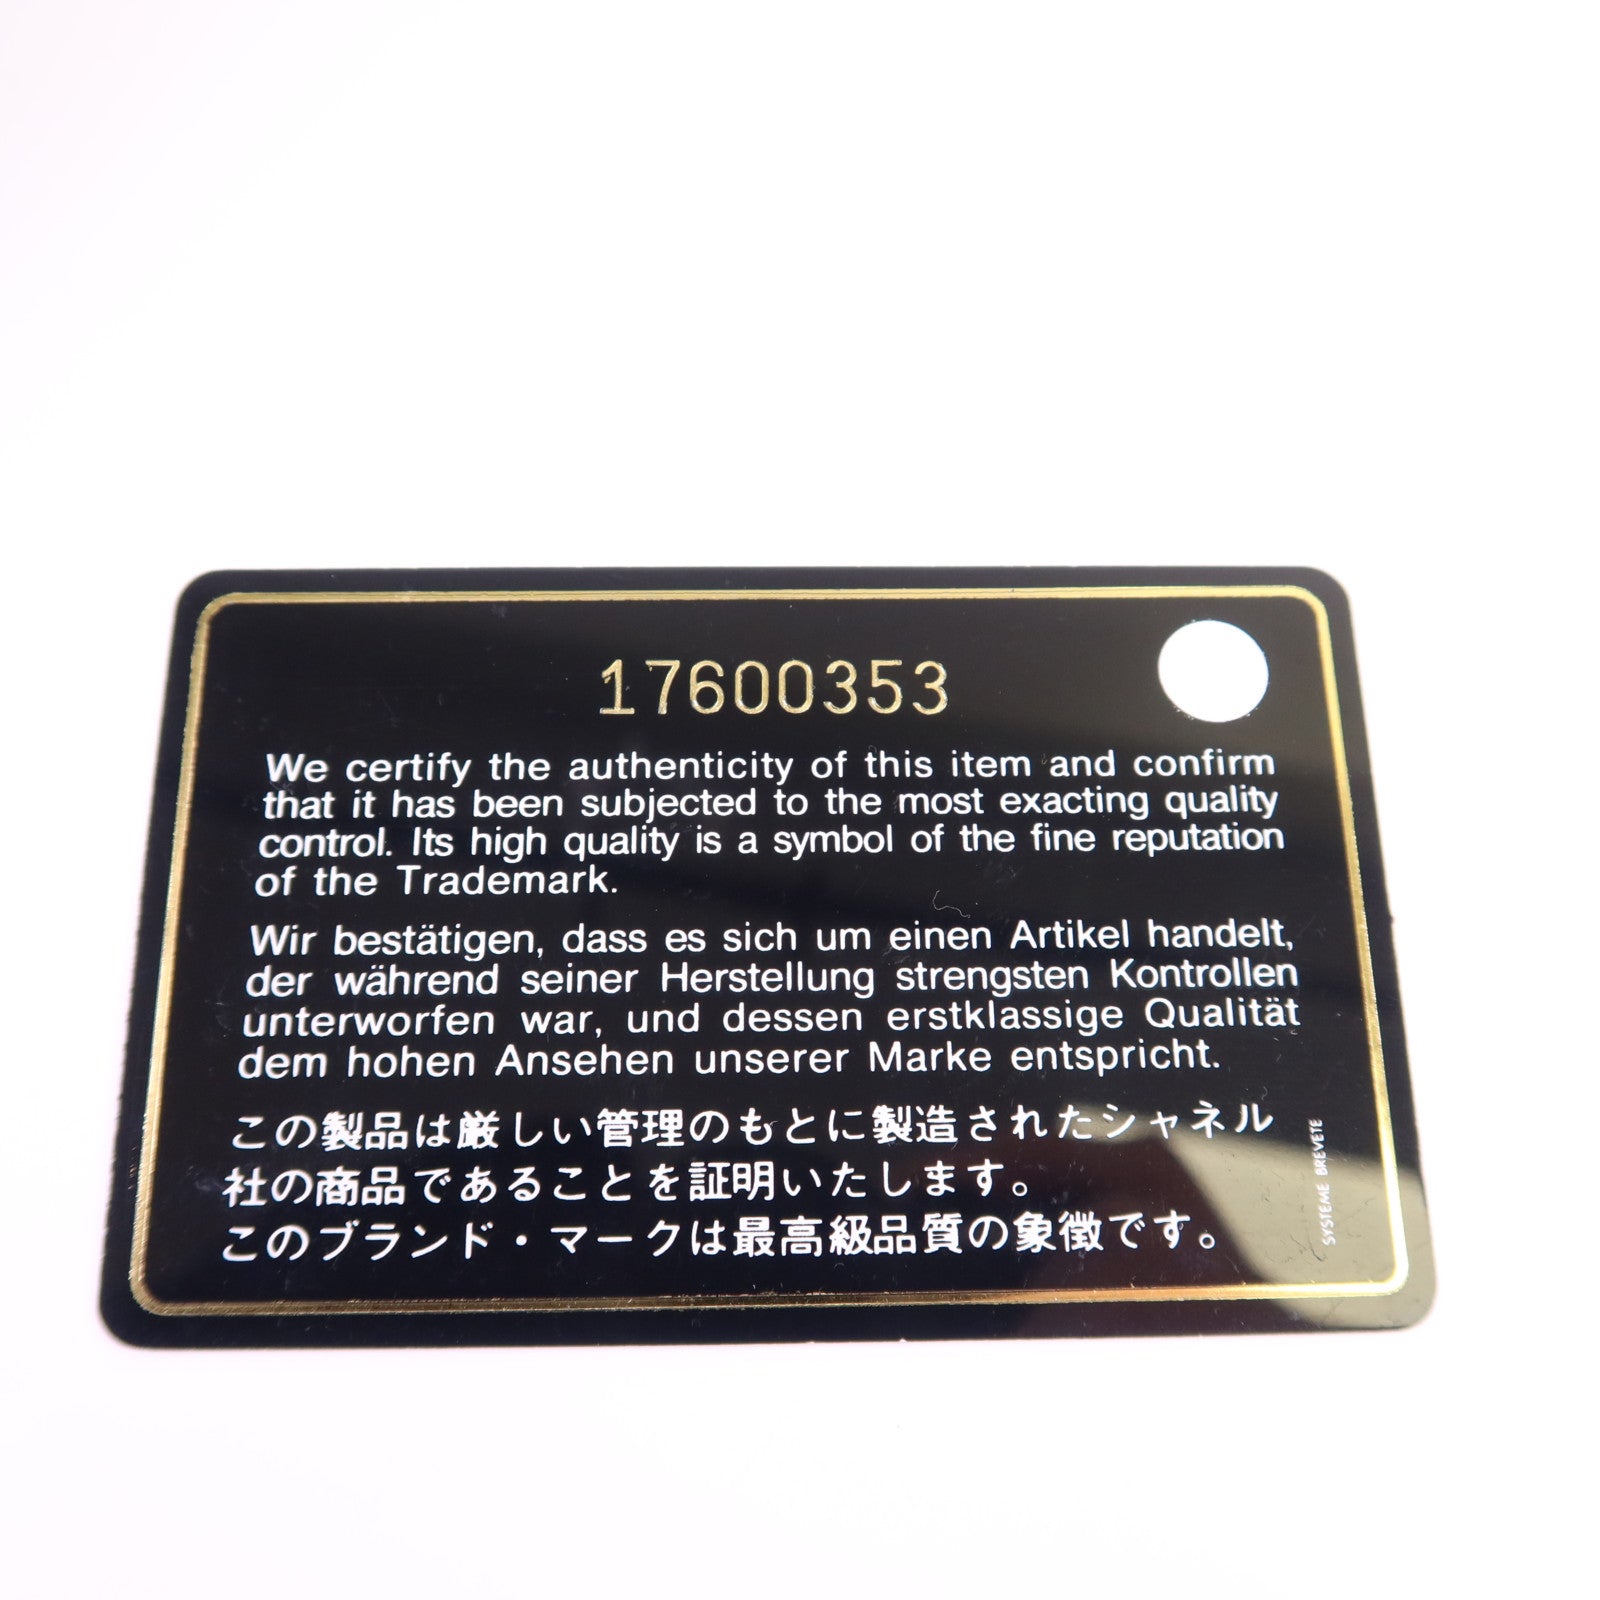 17600353
We certify the authenticity of this item and confirm
that it has been subjected to the most exacting quality
control. Its high quality is a symbol of the fine reputation
of the Trademark.
Wir bestätigen, dass es sich um einen Artikel handelt,
der während seiner Herstellung strengsten Kontrollen
unterworfen war, und dessen erstklassige Qualität
dem hohen Ansehen unserer Marke entspricht.
この製品は厳しい管理のもとに製造されたシャネル
社の商品であることを証明いたします。
このブランド・マークは最高級品質の象徴です。
SYSTEME BREVETE